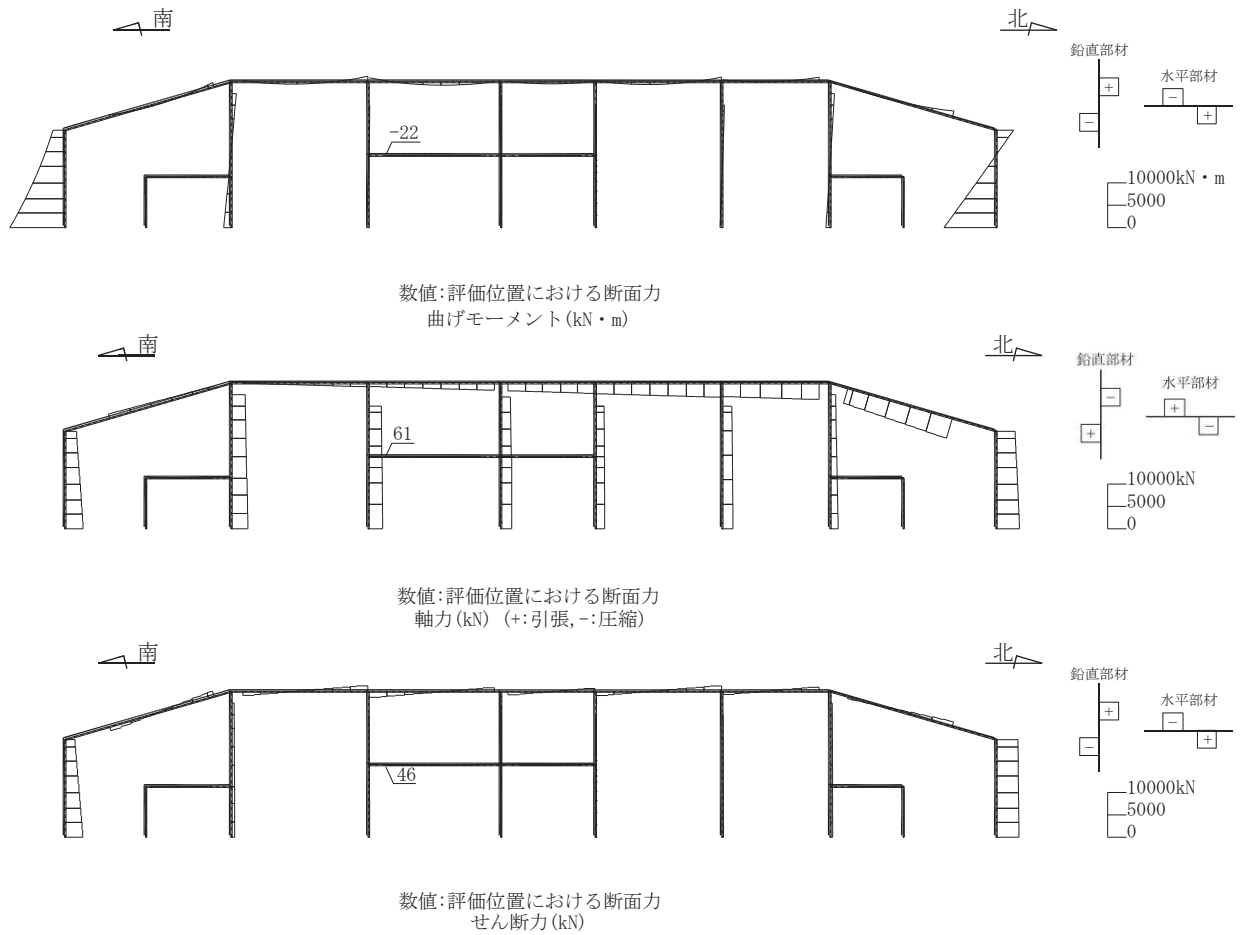 南
北
鉛直部材
+
−
水平部材
−
+
-22
10000kN・m
5000
0
数値:評価位置における断面力
曲げモーメント(kN・m)
南
北
鉛直部材
−
+
水平部材
+
−
61
10000kN
5000
0
数値:評価位置における断面力
軸力(kN) (+:引張,-:圧縮)
南
北
鉛直部材
+
−
水平部材
−
+
46
10000kN
5000
0
数値:評価位置における断面力
せん断力(kN)